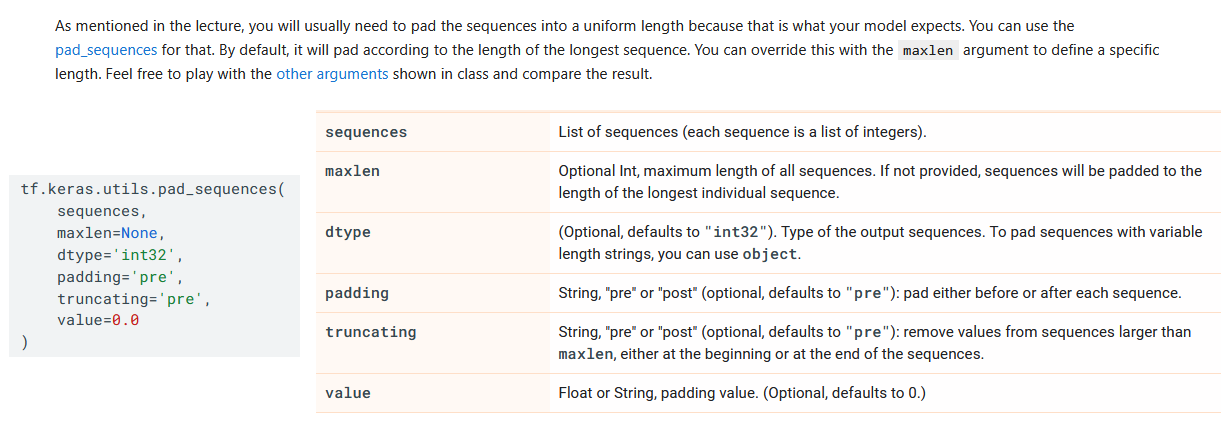 As mentioned in the lecture, you will usually need to pad the sequences into a uniform length because that is what your model expects. You can use the
pad_sequences for that. By default, it will pad according to the length of the longest sequence. You can override this with the maxlen argument to define a specific
length. Feel free to play with the other arguments shown in class and compare the result.
tf.keras.utils.pad_sequences(
    sequences,
    maxlen=None,
    dtype='int32',
    padding='pre',
    truncating='pre',
    value=0.0
)
sequences List of sequences (each sequence is a list of integers).
maxlen Optional Int, maximum length of all sequences. If not provided, sequences will be padded to the
length of the longest individual sequence.
dtype (Optional, defaults to "int32"). Type of the output sequences. To pad sequences with variable
length strings, you can use object.
padding String, "pre" or "post" (optional, defaults to "pre"): pad either before or after each sequence.
truncating String, "pre" or "post" (optional, defaults to "pre"): remove values from sequences larger than
maxlen, either at the beginning or at the end of the sequences.
value Float or String, padding value. (Optional, defaults to 0.)